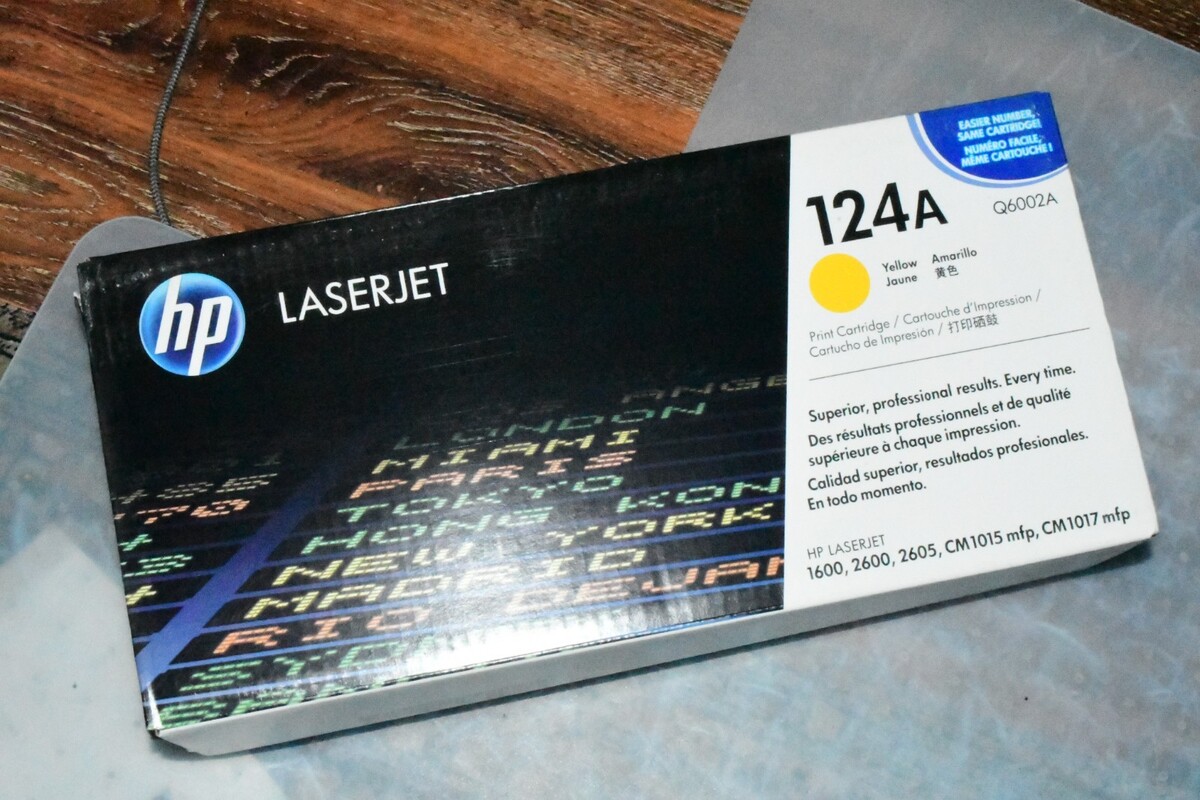 EASIER NUMBER,
SAME CARTRIDGE!
NUMÉRO FACILE,
MÊME CARTOUCHE !
124A
Q6002A
Yellow Amarillo
Jaune 黄色
Print Cartridge / Cartouche d'Impression /
Cartucho de Impresión / 打印硒鼓
Superior, professional results. Every time.
Des résultats professionnels et de qualité
supérieure à chaque impression.
Calidad superior, resultados profesionales.
En todo momento.
HP LASERJET
1600, 2600, 2605, CM1015 mfp, CM1017 mfp
hp LASERJET
LONDON
MIAMI
PARIS
TOKYO
HONG KON
NEW YORK
MADRID
RIO